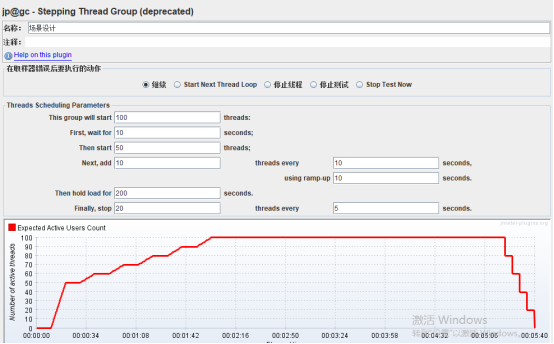 jp@gc - Stepping Thread Group (deprecated)
名称： 场景设计
注释：
Help on this plugin
在取样器错误后要执行的动作
继续 Start Next Thread Loop 停止线程 停止测试 Stop Test Now
Threads Scheduling Parameters
This group will start 100 threads:
First, wait for 10 seconds;
Then start 50 threads;
Next, add 10 threads every 10 seconds,
using ramp-up 10 seconds.
Then hold load for 200 seconds.
Finally, stop 20 threads every 5 seconds.
Expected Active Users Count
Number of active threads
100
90
80
70
60
50
40
30
20
10
0
00:00:00 00:00:34 00:01:08 00:01:42 00:02:16 00:02:50 00:03:24 00:03:58 00:04:32 00:05:06 00:05:40
激活 Windows